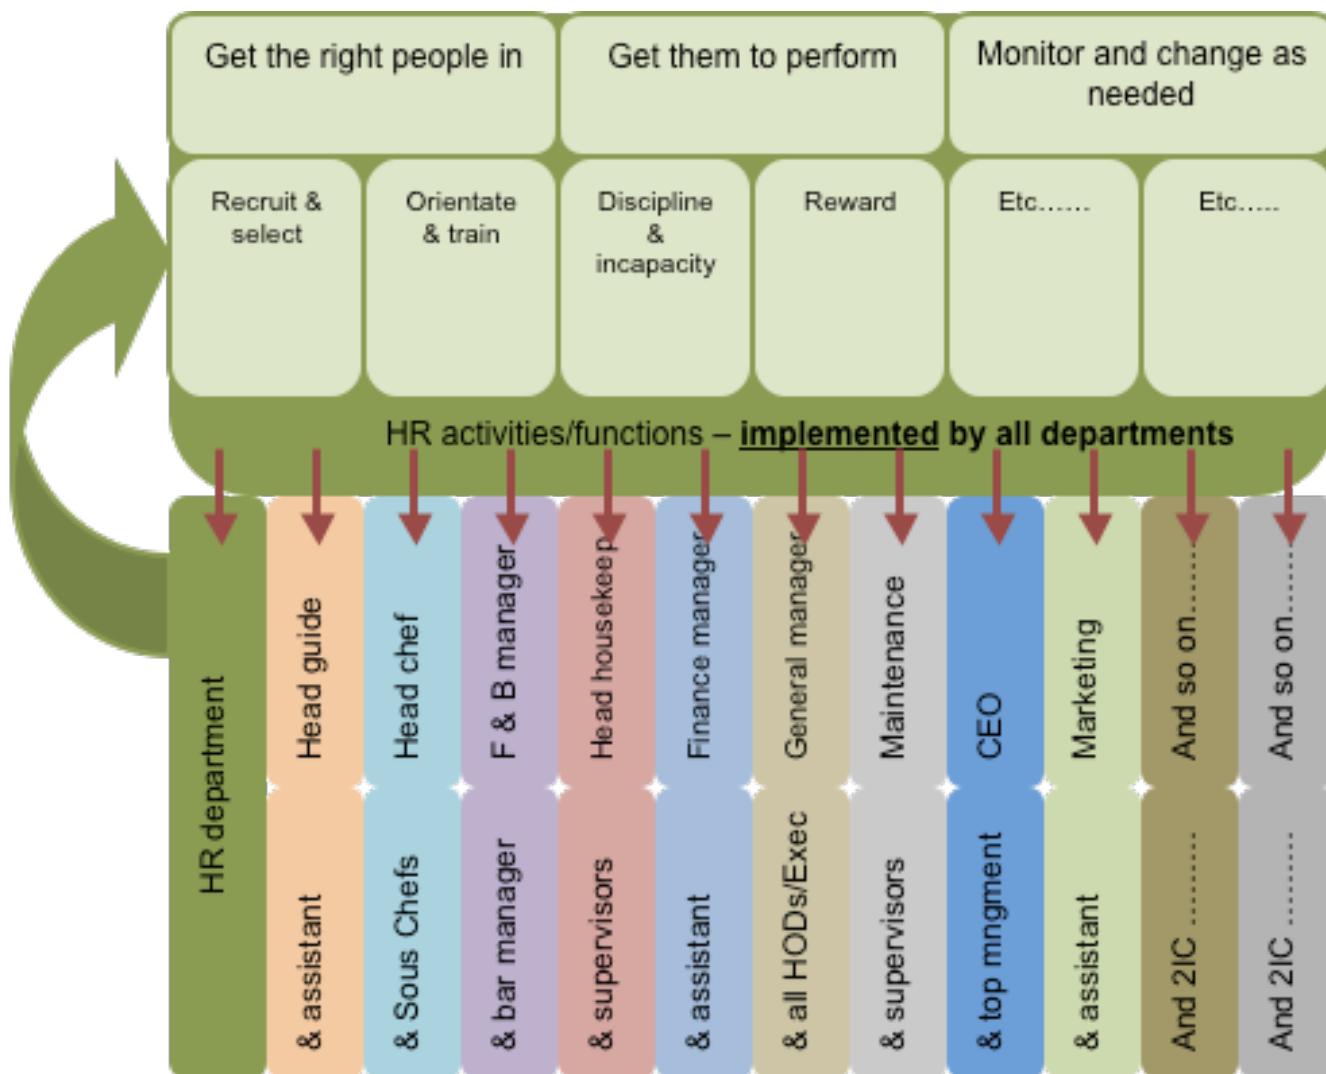 Get the right people in
Get them to perform
Monitor and change as
needed
Recruit &
select
Orientate
& train
Discipline
&
incapacity
Reward
Etc……
Etc…..
HR activities/functions – implemented by all departments
HR department
Head guide
& assistant
Head chef
& Sous Chefs
F & B manager
& bar manager
Head housekeep
& supervisors
Finance manager
& assistant
General manager
& all HODs/Exec
Maintenance
& supervisors
CEO
& top mngment
Marketing
& assistant
And so on………
And 2IC ………
And so on………
And 2IC ………